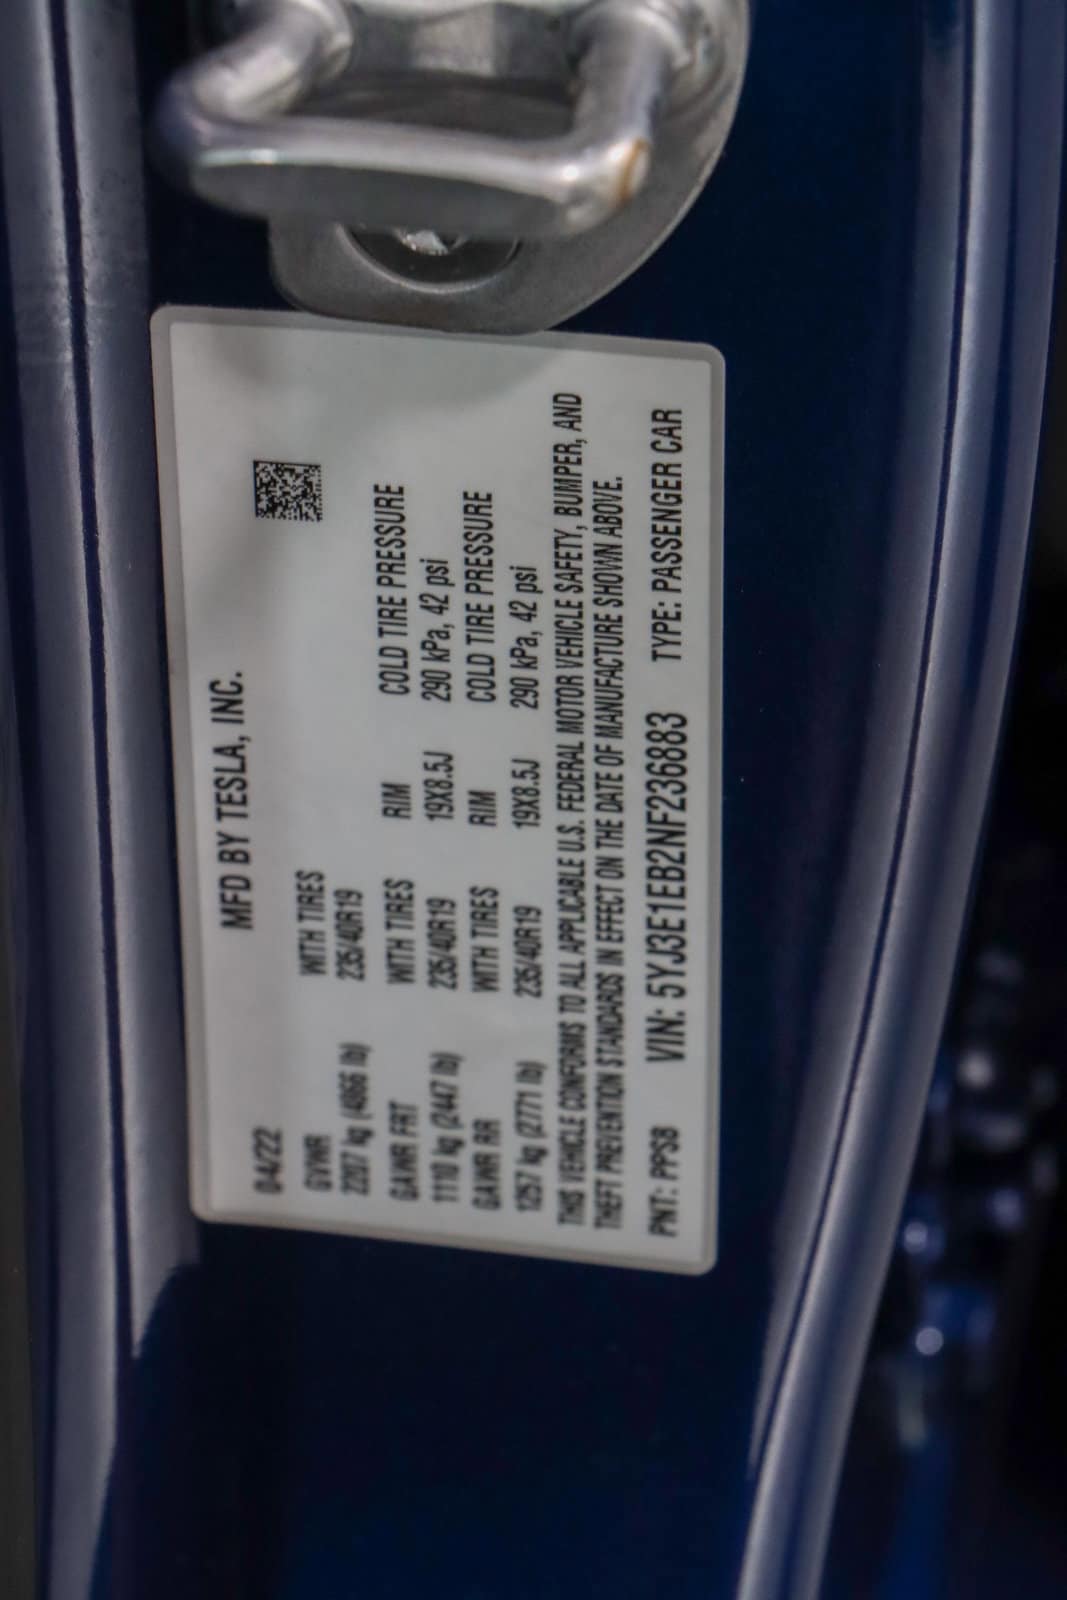 MFD BY TESLA, INC.
04/22
GVWR WITH TIRES
2207 kg (4866 lb) 235/40R19
GAWR FRT WITH TIRES RIM COLD TIRE PRESSURE
1110 kg (2447 lb) 235/40R19 19X8.5J 290 kPa, 42 psi
GAWR RR WITH TIRES RIM COLD TIRE PRESSURE
1257 kg (2771 lb) 235/40R19 19X8.5J 290 kPa, 42 psi
THIS VEHICLE CONFORMS TO ALL APPLICABLE U.S. FEDERAL MOTOR VEHICLE SAFETY, BUMPER, AND
THEFT PREVENTION STANDARDS IN EFFECT ON THE DATE OF MANUFACTURE SHOWN ABOVE.
PNT: PPSB VIN: 5YJ3E1EB2NF236883 TYPE: PASSENGER CAR